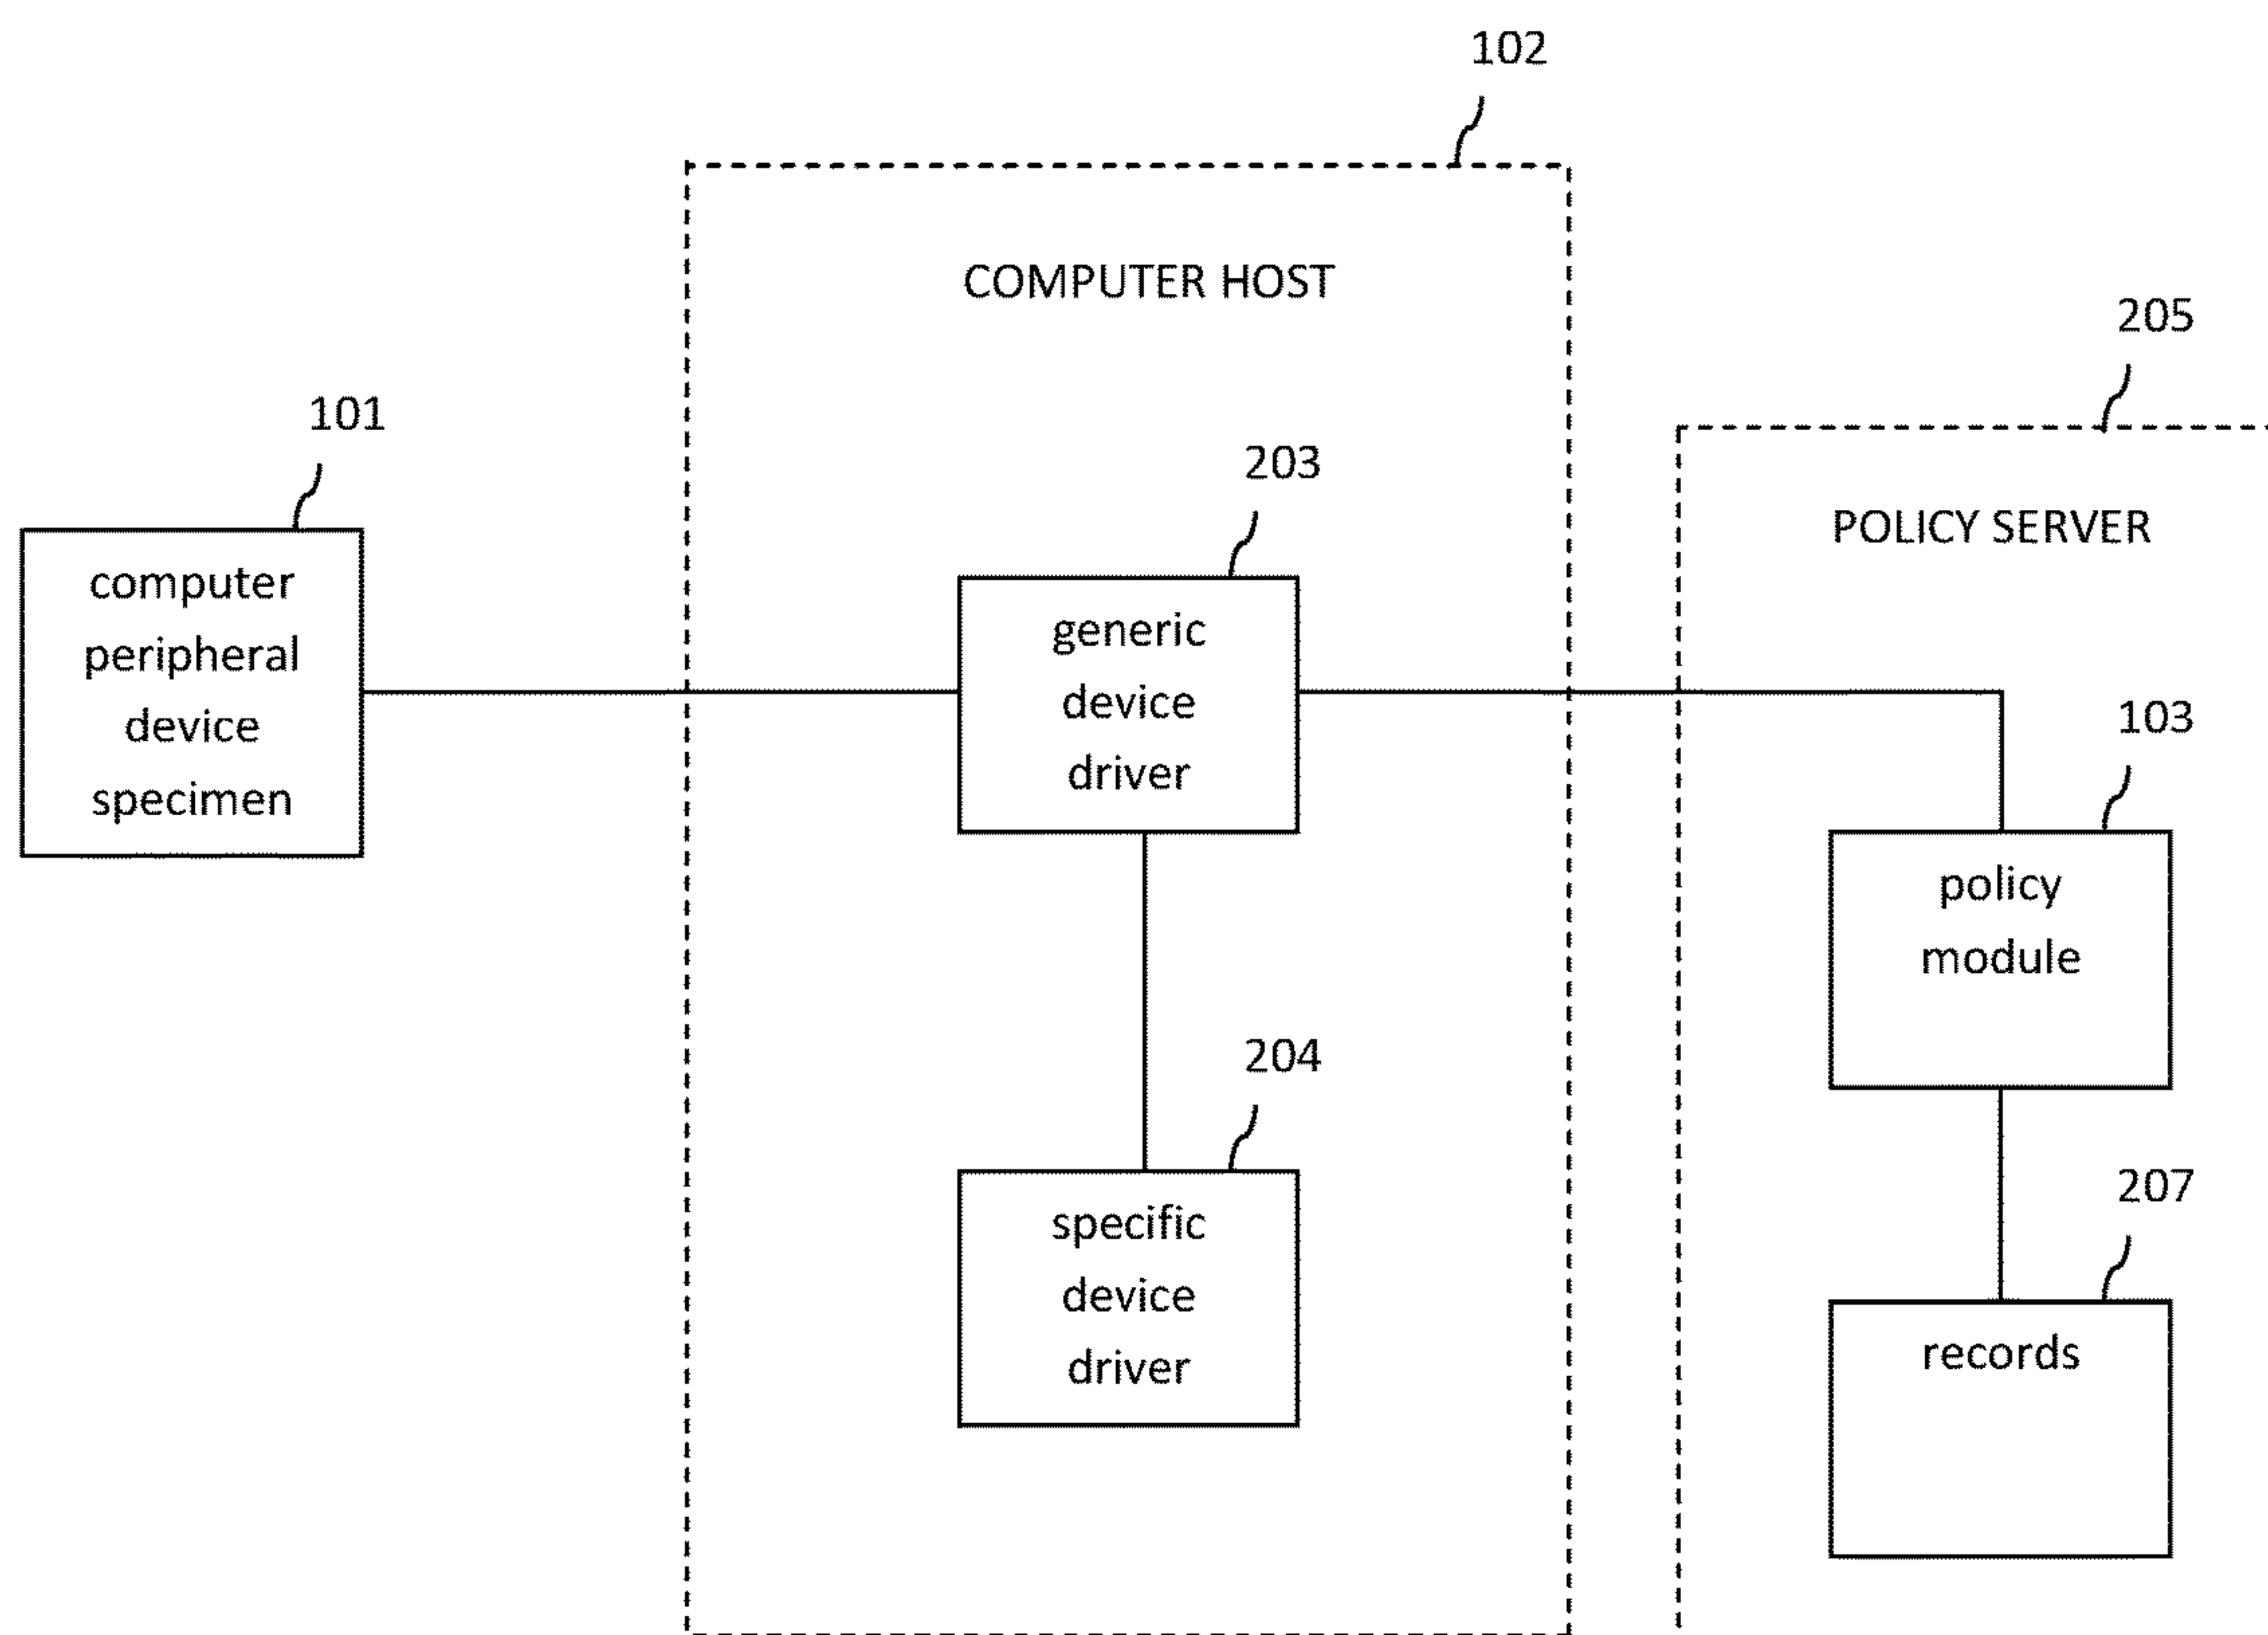 102
COMPUTER HOST
205
POLICY SERVER
101
computer
peripheral
device
specimen
203
generic
device
driver
103
policy
module
204
specific
device
driver
207
records